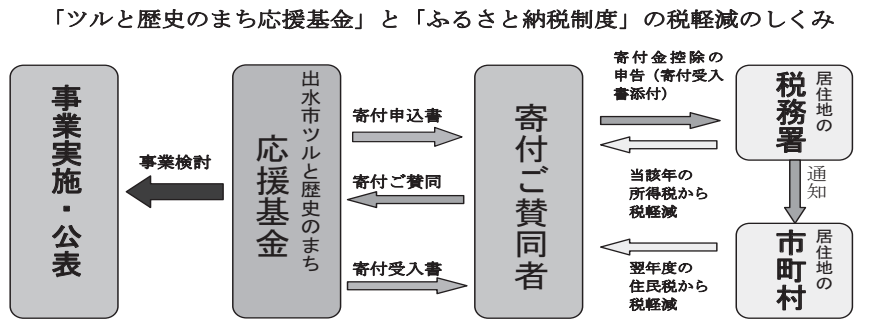 「ツルと歴史のまち応援基金」と「ふるさと納税制度」の税軽減のしくみ
事業実施・公表
事業検討
出水市ツルと歴史のまち
応援基金
寄付申込書
寄付ご賛同
寄付受入書
寄付ご賛同者
寄付金控除の
申告（寄付受入
書添付）
当該年の
所得税から
税軽減
翌年度の
住民税から
税軽減
居住地の
税務署
通知
居住地の
市町村